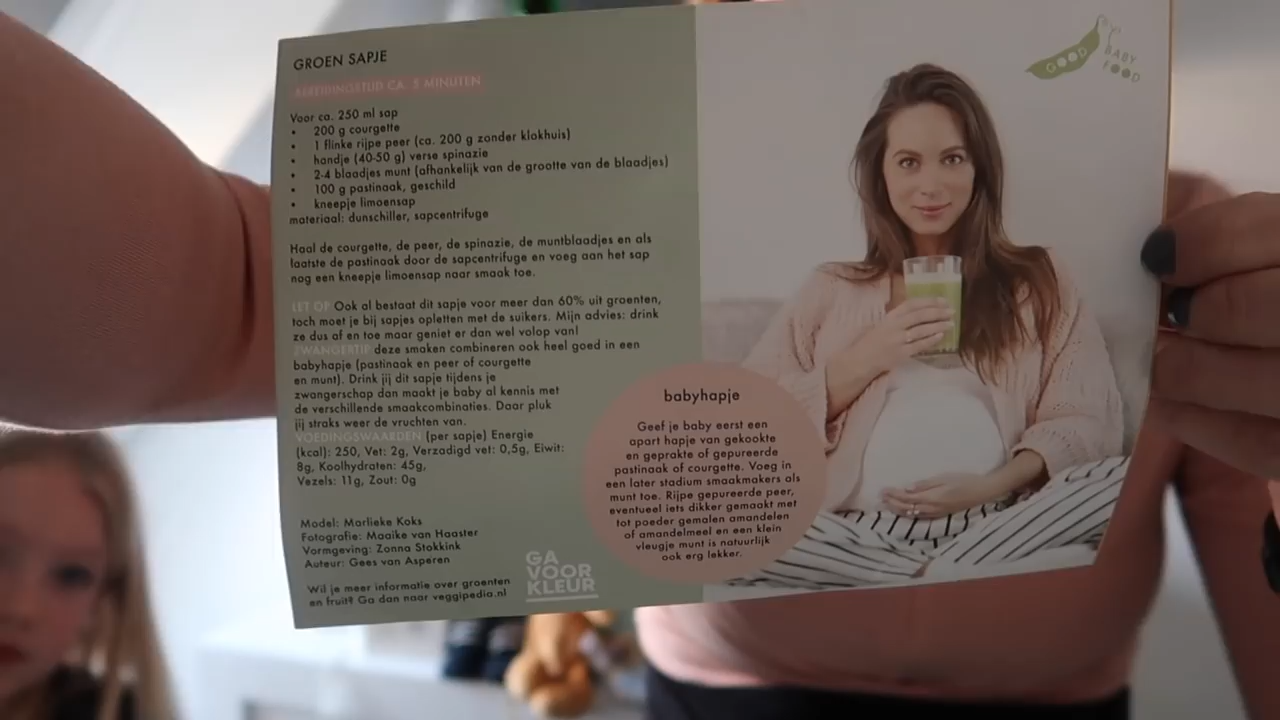 GROEN SAPJE
BEREIDINGSTIJD CA. 5 MINUTEN
Voor ca. 250 ml sap
• 200 g courgette
• 1 flinke rijpe peer (ca. 200 g zonder klokhuis)
• handje (40-50 g) verse spinazie
• 2-4 blaadjes munt (afhankelijk van de grootte van de blaadjes)
• 100 g pastinaak, geschild
• kneepje limoensap
materiaal: dunschiller, sapcentrifuge
Haal de courgette, de peer, de spinazie, de muntblaadjes en als
laatste de pastinaak door de sapcentrifuge en voeg aan het sap
nog een kneepje limoensap naar smaak toe.
LET OP Ook al bestaat dit sapje voor meer dan 60% uit groenten,
toch moet je bij sapjes opletten met de suikers. Mijn advies: drink
ze dus af en toe maar geniet er dan wel volop van!
ZWANGERTIP deze smaken combineren ook heel goed in een
babyhapje (pastinaak en peer of courgette
en munt). Drink jij dit sapje tijdens je
zwangerschap dan maakt je baby al kennis met
de verschillende smaakcombinaties. Daar pluk
jij straks weer de vruchten van.
VOEDINGSWAARDEN (per sapje) Energie
(kcal): 250, Vet: 2g, Verzadigd vet: 0,5g, Eiwit:
8g, Koolhydraten: 45g,
Vezels: 11g, Zout: 0g
Model: Marlieke Koks
Fotografie: Maaike van Haaster
Vormgeving: Zonna Stokkink
Auteur: Gees van Asperen
Wil je meer informatie over groenten
en fruit? Ga dan naar veggipedia.nl
GA
VOOR
KLEUR
GOOD
BABY
FOOD
babyhapje
Geef je baby eerst een
apart hapje van gekookte
en geprakte of gepureerde
pastinaak of courgette. Voeg in
een later stadium smaakmakers als
munt toe. Rijpe gepureerde peer,
eventueel iets dikker gemaakt met
tot poeder gemalen amandelen
of amandelmeel en een klein
vleugje munt is natuurlijk
ook erg lekker.